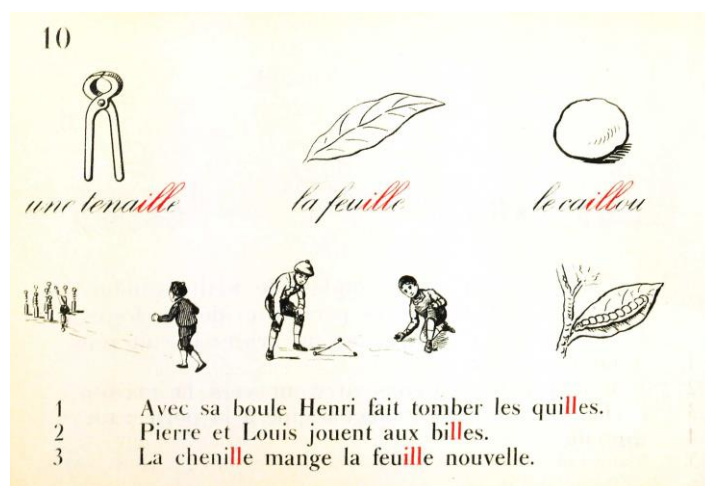 10
une tenaille la feuille le caillou
1 Avec sa boule Henri fait tomber les quilles.
2 Pierre et Louis jouent aux billes.
3 La chenille mange la feuille nouvelle.